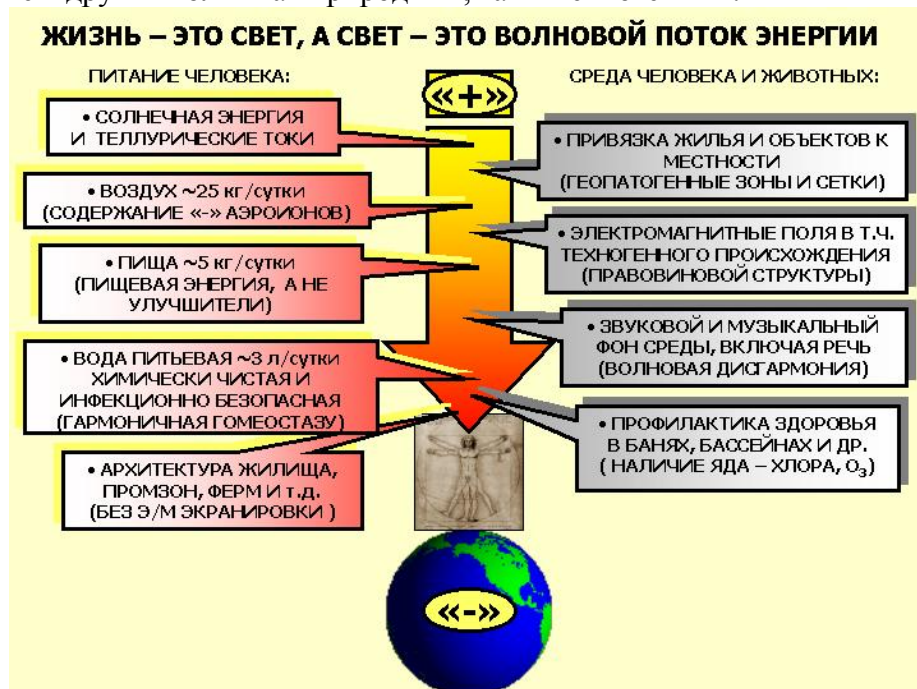 ЖИЗНЬ – ЭТО СВЕТ, А СВЕТ – ЭТО ВОЛНОВОЙ ПОТОК ЭНЕРГИИ
ПИТАНИЕ ЧЕЛОВЕКА:
• СОЛНЕЧНАЯ ЭНЕРГИЯ
И ТЕЛЛУРИЧЕСКИЕ ТОКИ
• ВОЗДУХ ~25 кг/сутки
(СОДЕРЖАНИЕ «-» АЭРОИОНОВ)
• ПИЩА ~5 кг/сутки
(ПИЩЕВАЯ ЭНЕРГИЯ, А НЕ
УЛУЧШИТЕЛИ)
• ВОДА ПИТЬЕВАЯ ~3 л/сутки
ХИМИЧЕСКИ ЧИСТАЯ И
ИНФЕКЦИОННО БЕЗОПАСНАЯ
(ГАРМОНИЧНАЯ ГОМЕОСТАЗУ)
• АРХИТЕКТУРА ЖИЛИЩА,
ПРОМЗОН, ФЕРМ И т.д.
(БЕЗ Э/М ЭКРАНИРОВКИ )
«+»
«-»
СРЕДА ЧЕЛОВЕКА И ЖИВОТНЫХ:
• ПРИВЯЗКА ЖИЛЬЯ И ОБЪЕКТОВ К
МЕСТНОСТИ
(ГЕОПАТОГЕННЫЕ ЗОНЫ И СЕТКИ)
• ЭЛЕКТРОМАГНИТНЫЕ ПОЛЯ В Т.Ч.
ТЕХНОГЕННОГО ПРОИСХОЖДЕНИЯ
(ПРАВОВИНОВОЙ СТРУКТУРЫ)
• ЗВУКОВОЙ И МУЗЫКАЛЬНЫЙ
ФОН СРЕДЫ, ВКЛЮЧАЯ РЕЧЬ
(ВОЛНОВАЯ ДИСГАРМОНИЯ)
• ПРОФИЛАКТИКА ЗДОРОВЬЯ
В БАНЯХ, БАССЕЙНАХ И ДР.
( НАЛИЧИЕ ЯДА – ХЛОРА, О₃)